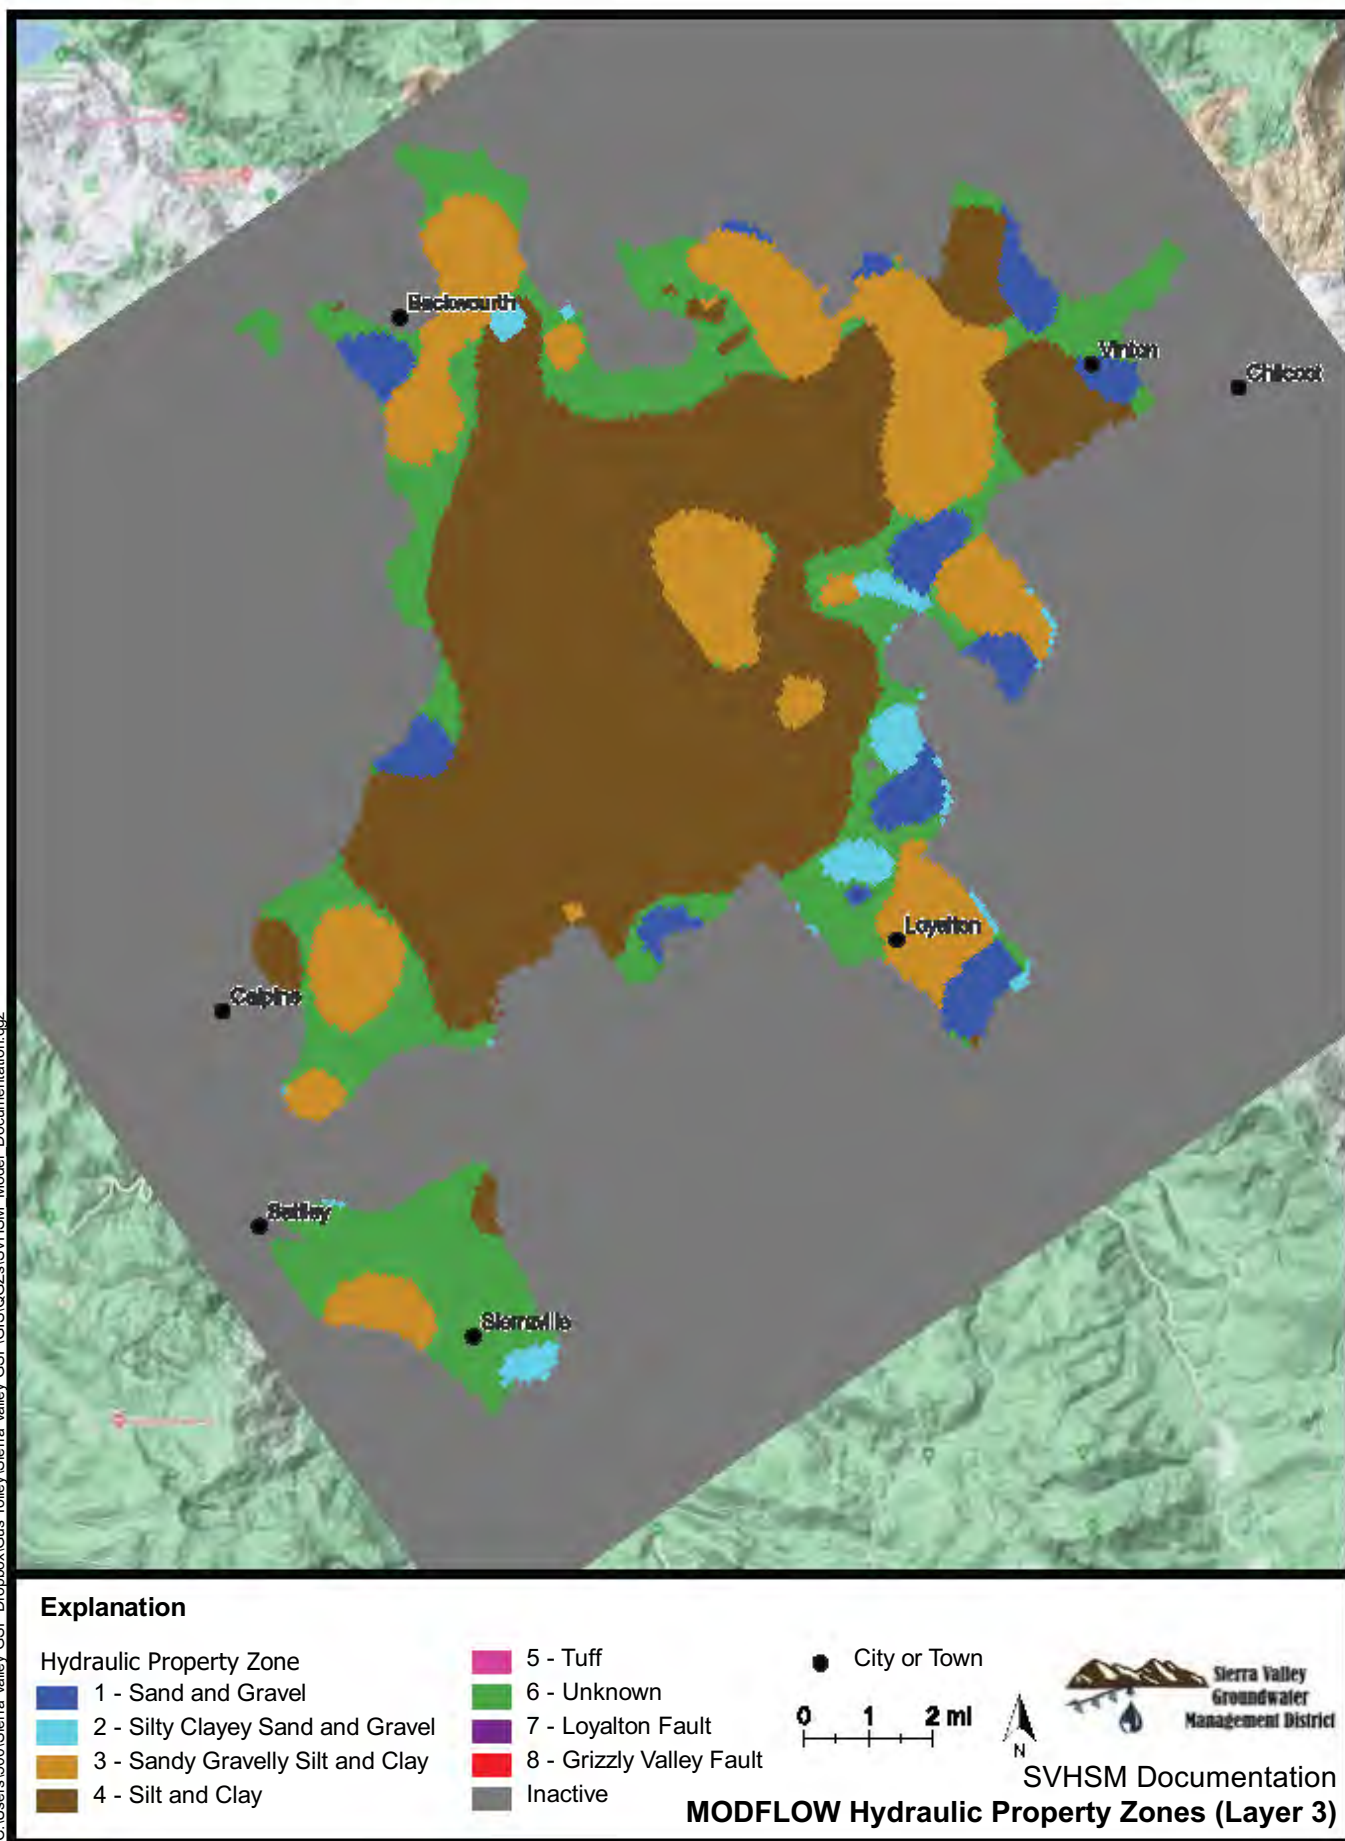 Beckwourth
Vinton
Chilcoot
Loyalton
Calpine
Sattley
Sierraville
Explanation
Hydraulic Property Zone
1 - Sand and Gravel
2 - Silty Clayey Sand and Gravel
3 - Sandy Gravelly Silt and Clay
4 - Silt and Clay
5 - Tuff
6 - Unknown
7 - Loyalton Fault
8 - Grizzly Valley Fault
Inactive
City or Town
0 1 2 mi
N
Sierra Valley
Groundwater
Management District
SVHSM Documentation
MODFLOW Hydraulic Property Zones (Layer 3)